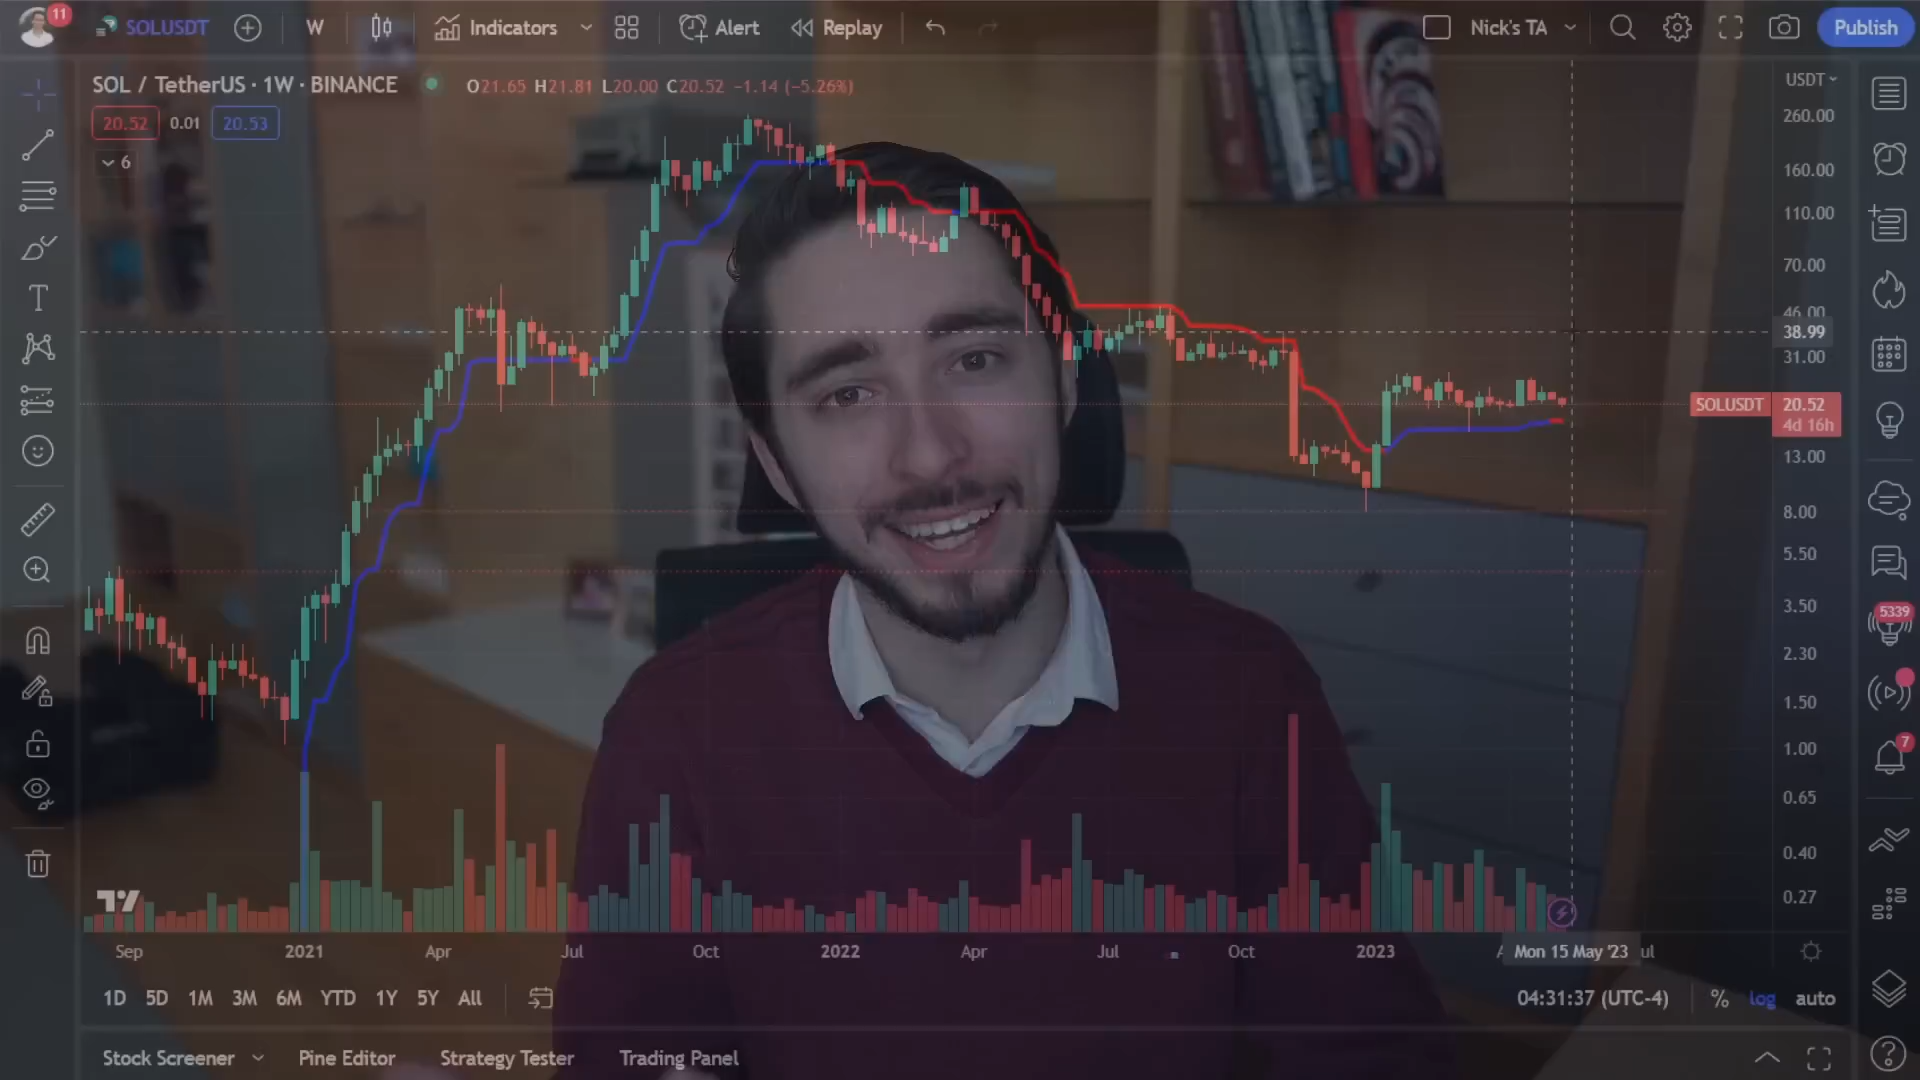 11
SOLUSDT
W
Indicators
Alert
Replay
Nick's TA
Publish
SOL / TetherUS · 1W · BINANCE
O21.65 H21.81 L20.00 C20.52 −1.14 (−5.26%)
USDT
20.52
0.01
20.53
6
260.00
160.00
110.00
70.00
46.00
38.99
31.00
SOLUSDT
20.52
4d 16h
13.00
8.00
5.50
3.50
2.30
1.50
1.00
0.65
0.40
0.27
5339
7
Sep
2021
Apr
Jul
Oct
2022
Apr
Jul
Oct
2023
Mon 15 May '23
ul
1D
5D
1M
3M
6M
YTD
1Y
5Y
All
04:31:37 (UTC-4)
%
log
auto
Stock Screener
Pine Editor
Strategy Tester
Trading Panel